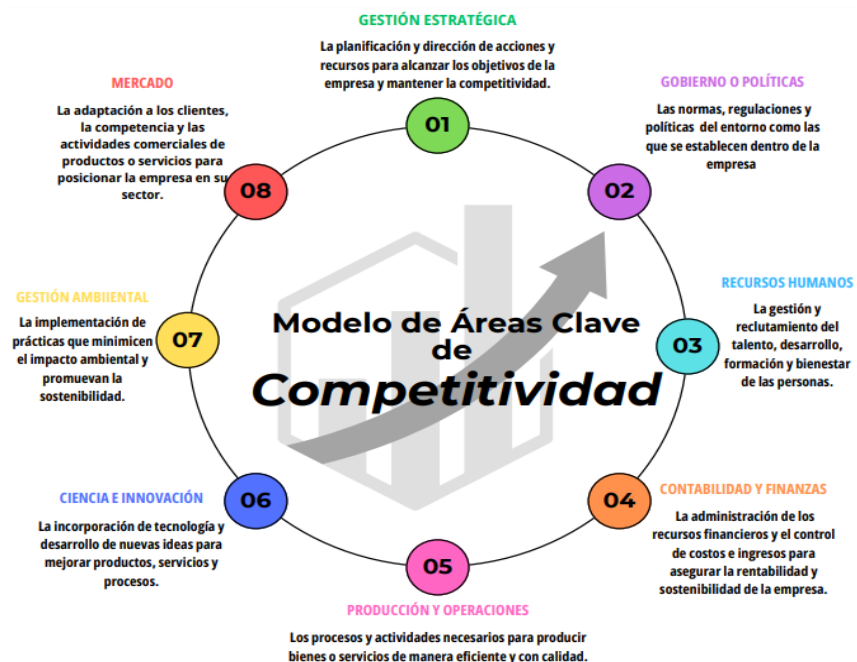 GESTIÓN ESTRATÉGICA
La planificación y dirección de acciones y
recursos para alcanzar los objetivos de la
empresa y mantener la competitividad.
01
GOBIERNO O POLÍTICAS
Las normas, regulaciones y
políticas del entorno como las
que se establecen dentro de la
empresa
02
RECURSOS HUMANOS
La gestión y
reclutamiento del
talento, desarrollo,
formación y bienestar
de las personas.
03
CONTABILIDAD Y FINANZAS
La administración de los
recursos financieros y el control
de costos e ingresos para
asegurar la rentabilidad y
sostenibilidad de la empresa.
04
05
PRODUCCIÓN Y OPERACIONES
Los procesos y actividades necesarios para producir
bienes o servicios de manera eficiente y con calidad.
CIENCIA E INNOVACIÓN
La incorporación de tecnología y
desarrollo de nuevas ideas para
mejorar productos, servicios y
procesos.
06
GESTIÓN AMBIIENTAL
La implementación de
prácticas que minimicen
el impacto ambiental y
promuevan la
sostenibilidad.
07
MERCADO
La adaptación a los clientes,
la competencia y las
actividades comerciales de
productos o servicios para
posicionar la empresa en su
sector.
08
Modelo de Áreas Clave
de
Competitividad